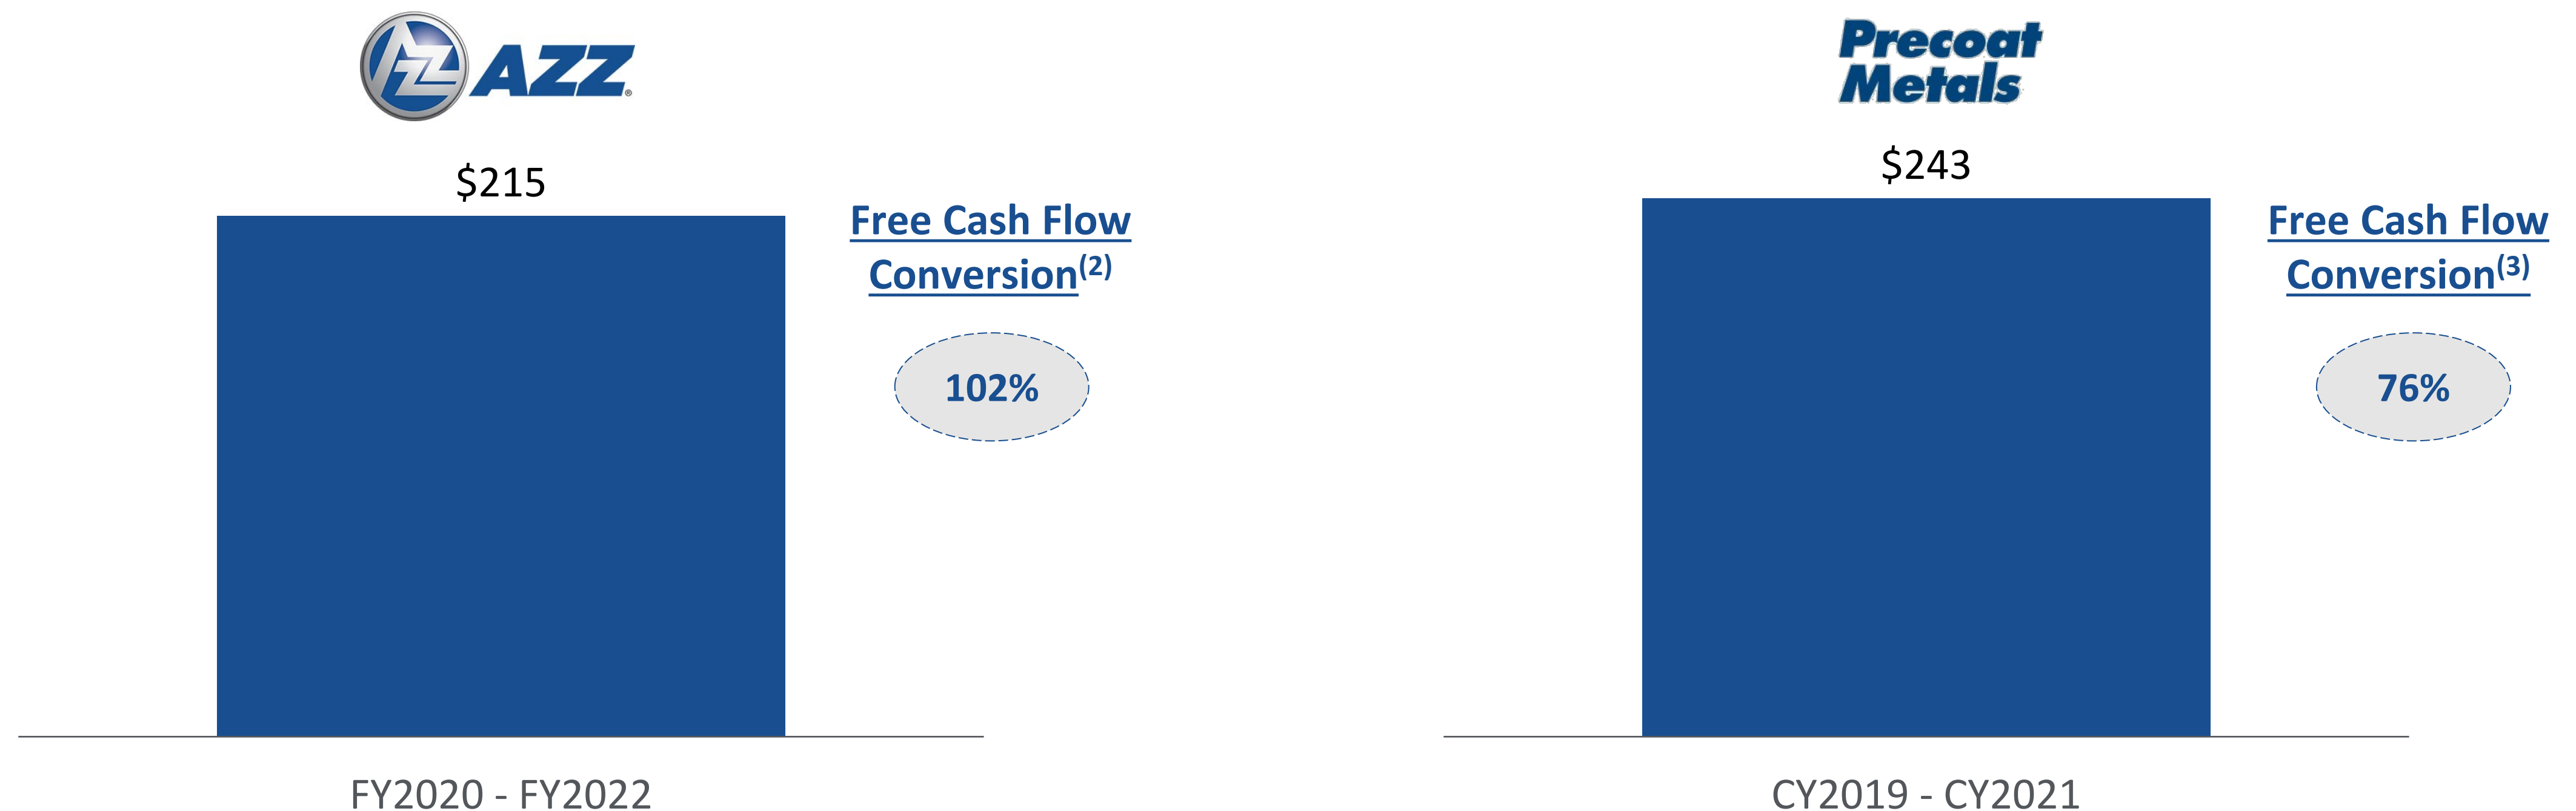 AZZ®
$215
Free Cash Flow
Conversion(2)
102%
FY2020 - FY2022
Precoat
Metals
$243
Free Cash Flow
Conversion(3)
76%
CY2019 - CY2021